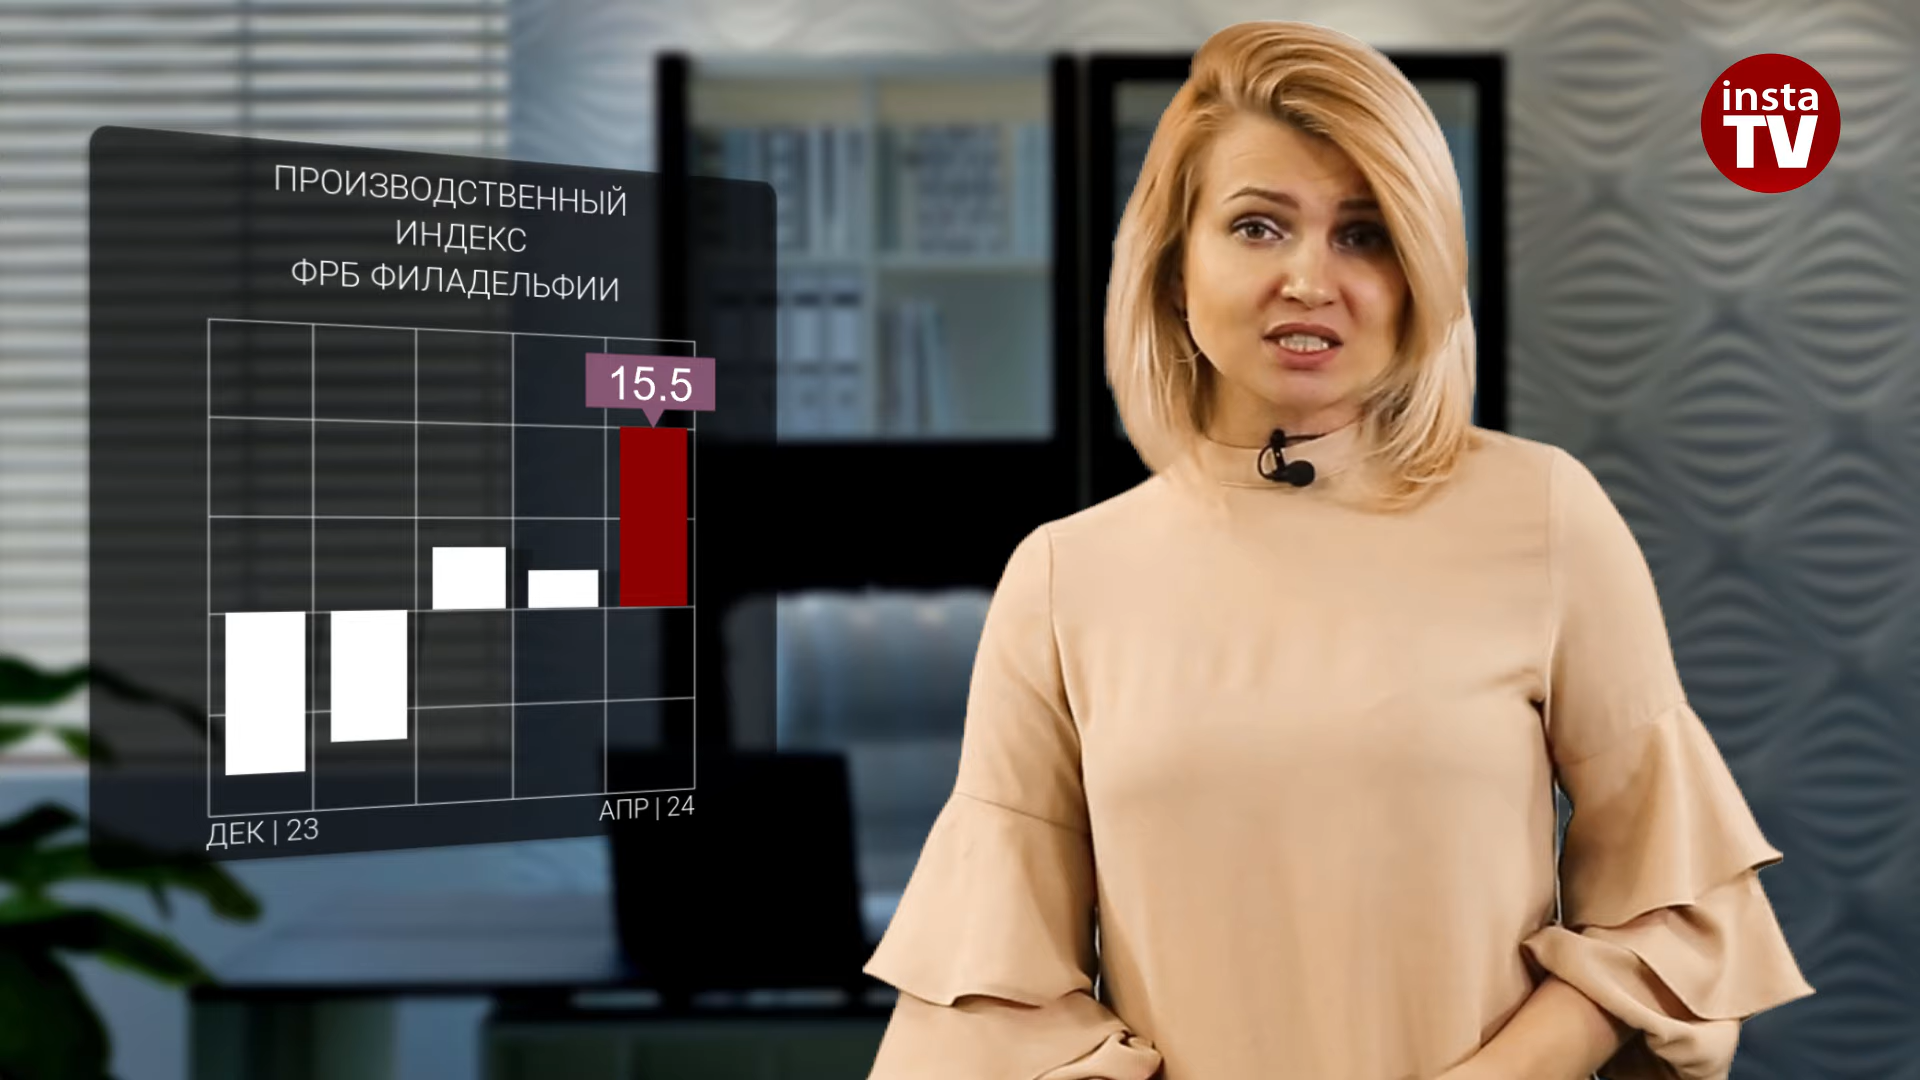 ПРОИЗВОДСТВЕННЫЙ
ИНДЕКС
ФРБ ФИЛАДЕЛЬФИИ
15.5
ДЕК | 23
АПР | 24
insta
TV